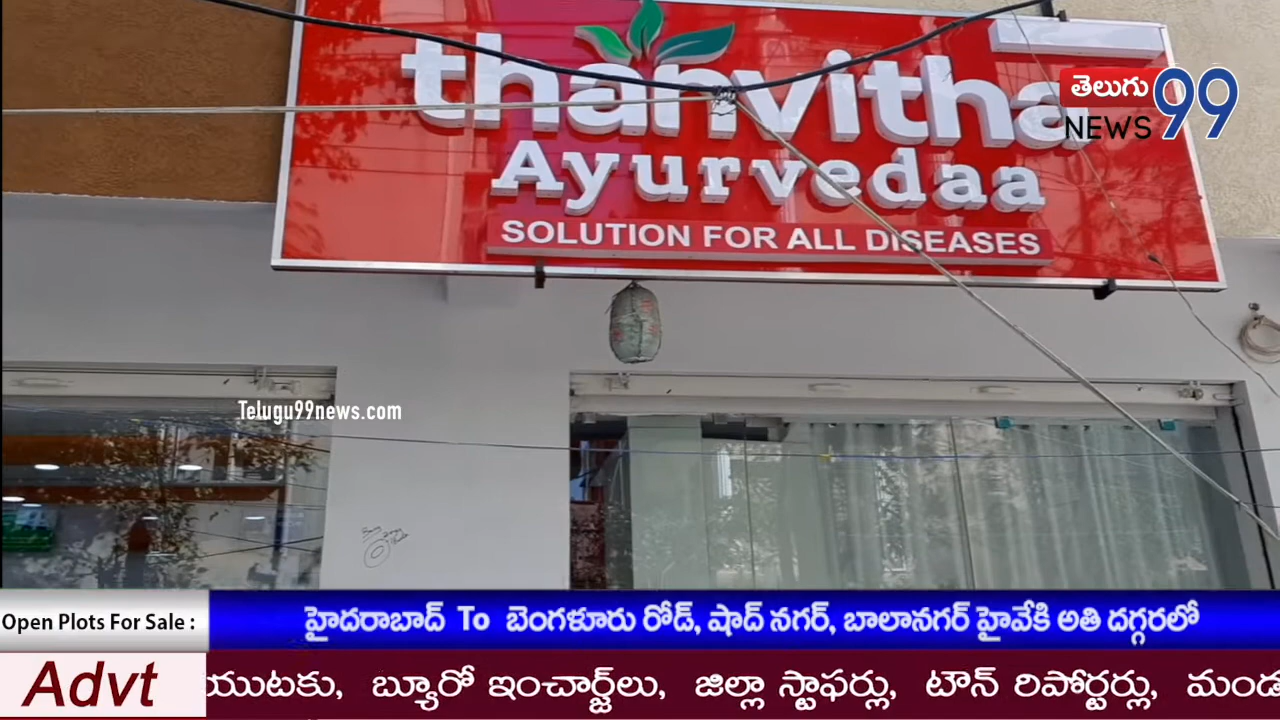 thanvitha
Ayurvedaa
SOLUTION FOR ALL DISEASES
తెలుగు 99
NEWS
Telugu99news.com
Open Plots For Sale :
హైదరాబాద్ To బెంగళూరు రోడ్, షాద్ నగర్, బాలానగర్ హైవేకి అతి దగ్గరలో
Advt
యుటకు, బ్యూరో ఇంచార్జ్‌లు, జిల్లా స్టాఫర్లు, టౌన్ రిపోర్టర్లు, మండ